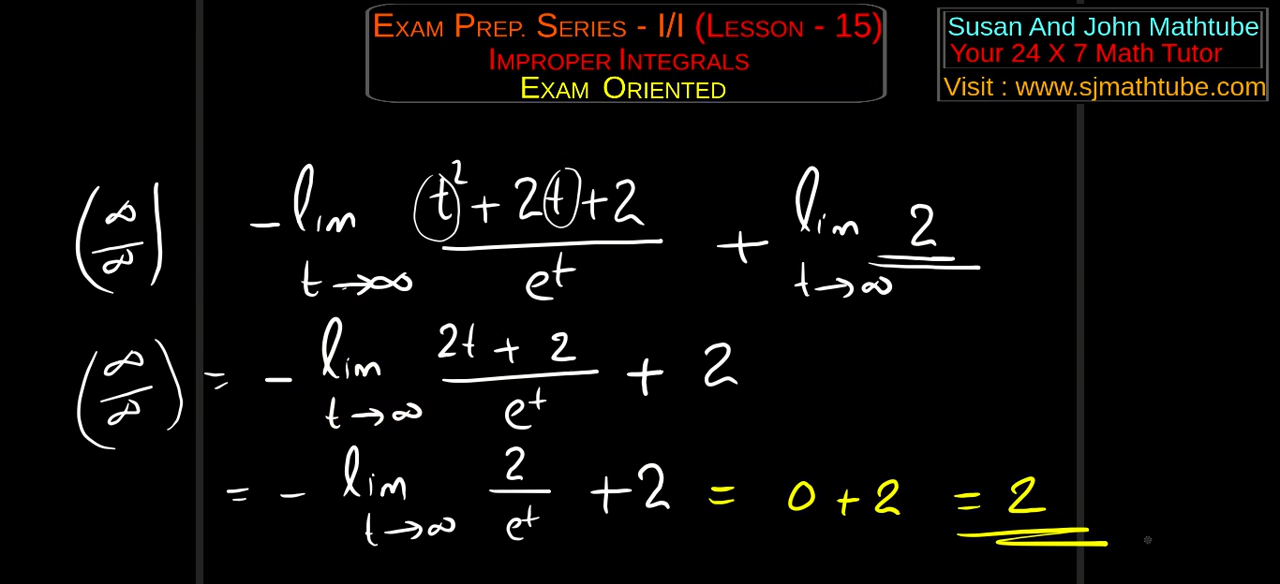 EXAM PREP. SERIES - I/I (LESSON - 15)
IMPROPER INTEGRALS
EXAM ORIENTED
Susan And John Mathtube
Your 24 X 7 Math Tutor
Visit : www.sjmathtube.com
(∞/∞) -lim t→∞ (t² + 2t + 2)/e^t + lim t→∞ 2
(∞/∞) = - lim t→∞ (2t + 2)/e^t + 2
= - lim t→∞ 2/e^t + 2 = 0 + 2 = 2